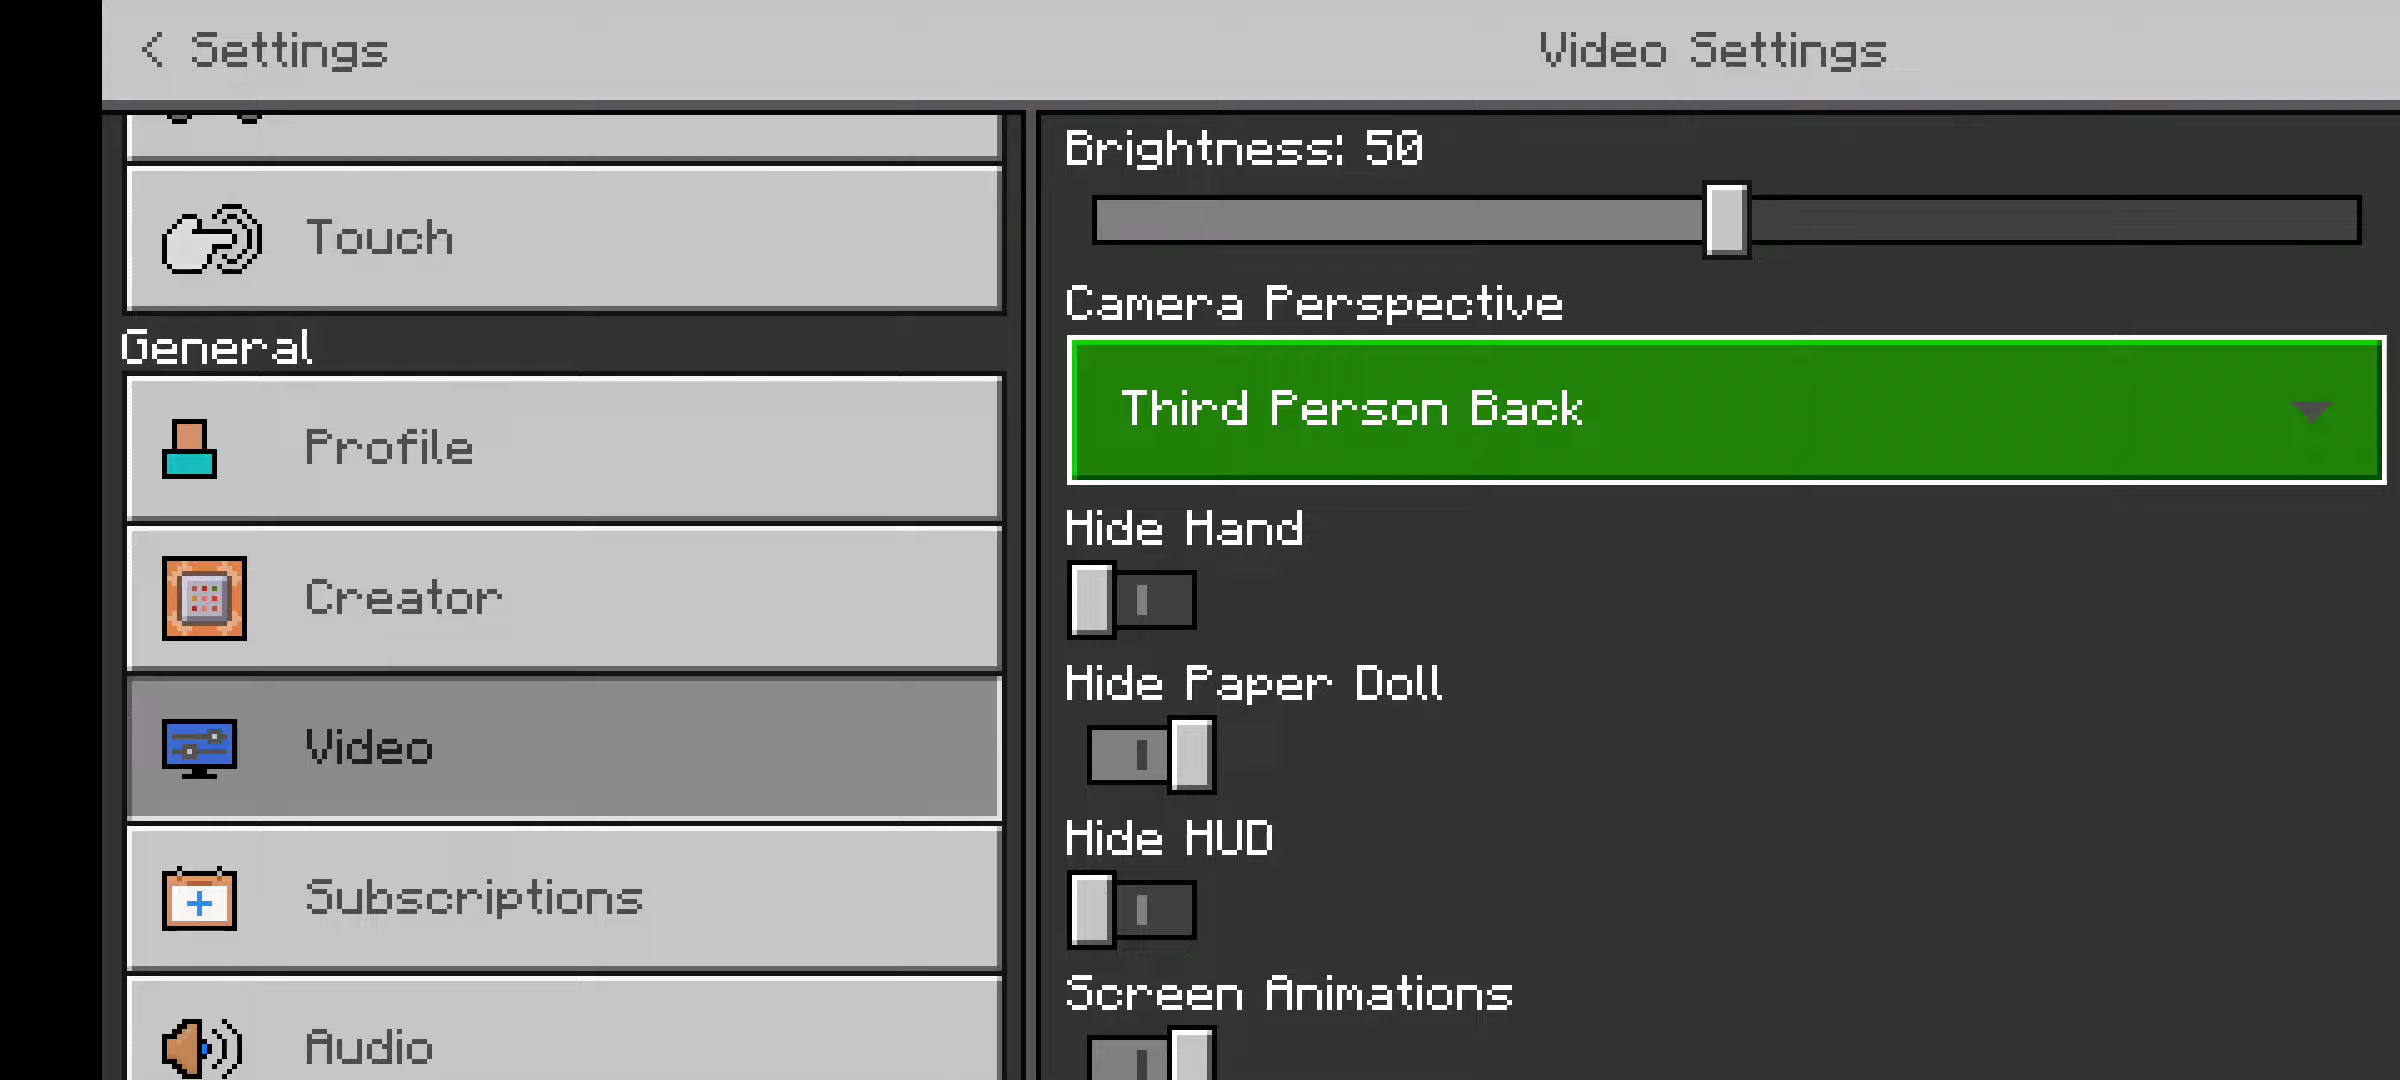 < Settings
Video Settings
Touch
General
Profile
Creator
Video
Subscriptions
Audio
Brightness: 50
Camera Perspective
Third Person Back
Hide Hand
Hide Paper Doll
Hide HUD
Screen Animations